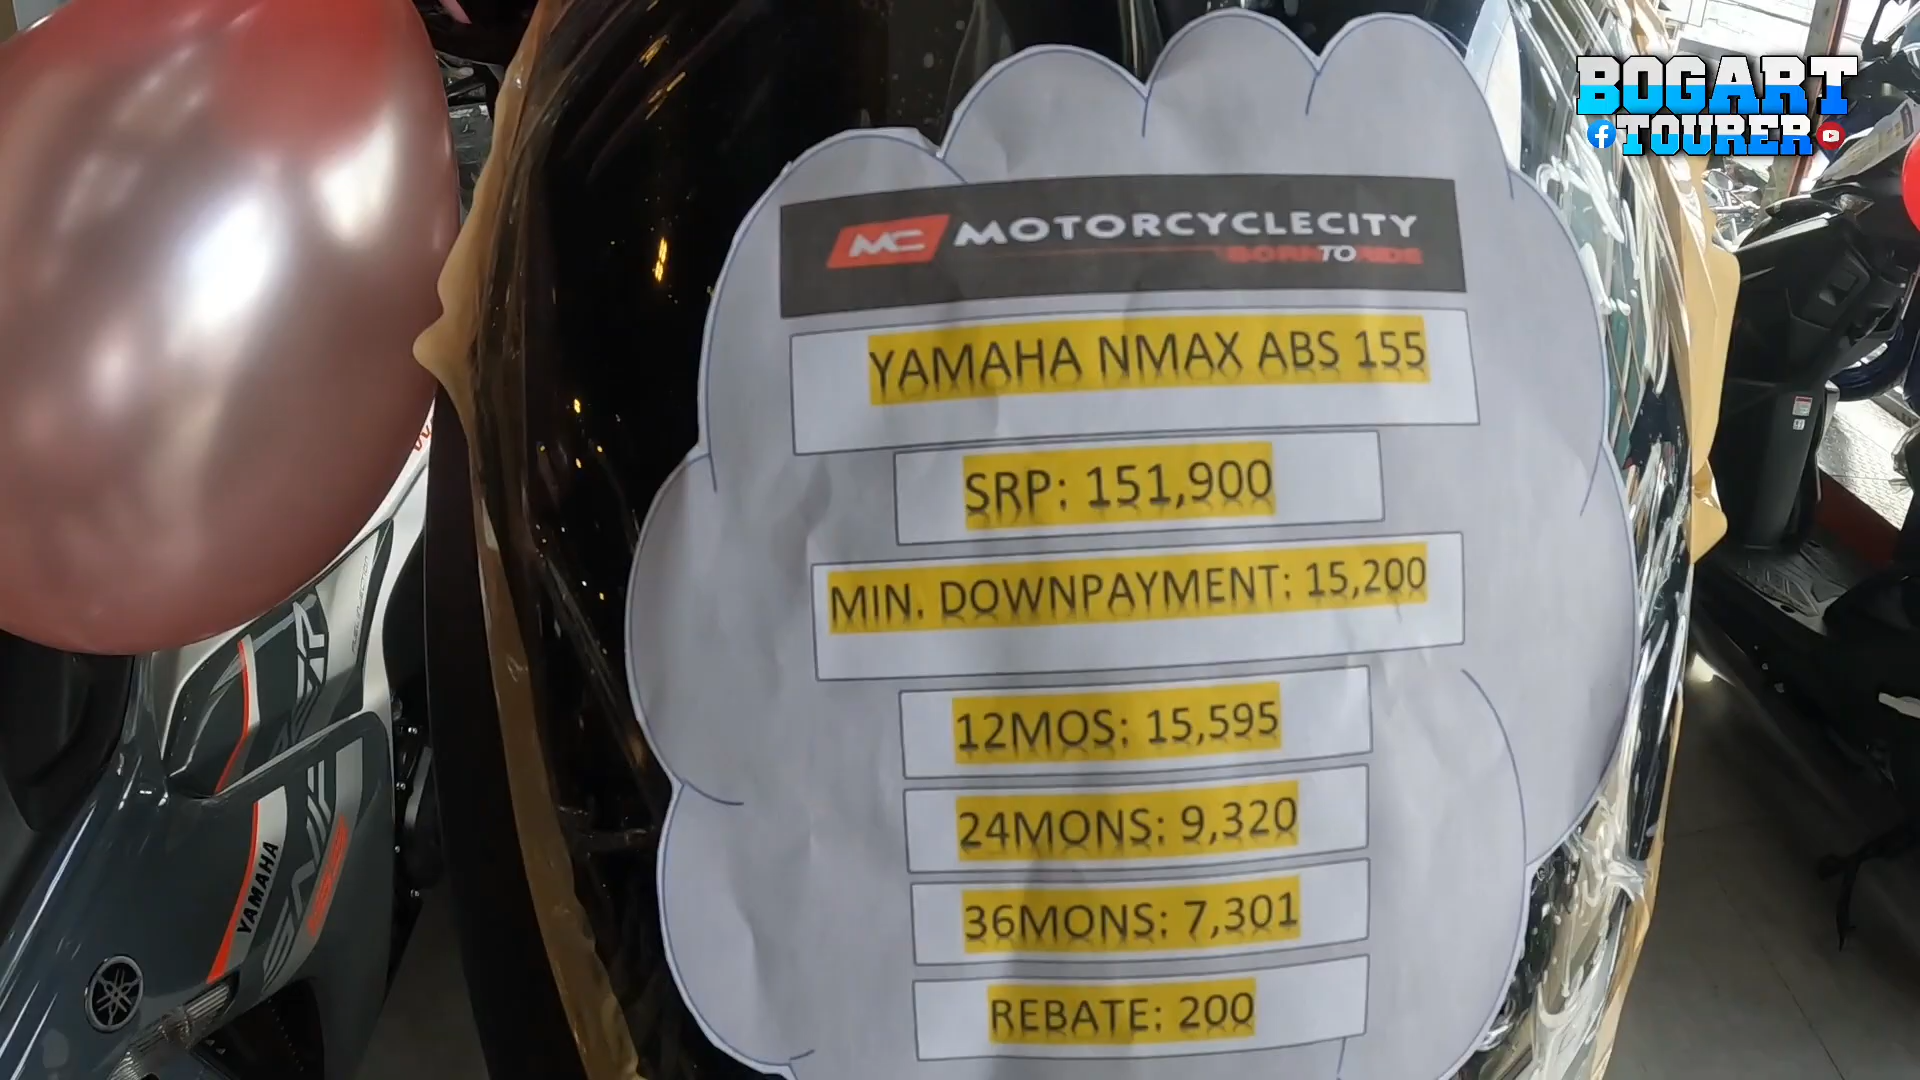 BOGART
TOURER
MC MOTORCYCLECITY
BORN TO RIDE
YAMAHA NMAX ABS 155
SRP: 151,900
MIN. DOWNPAYMENT: 15,200
12MOS: 15,595
24MONS: 9,320
36MONS: 7,301
REBATE: 200
YAMAHA